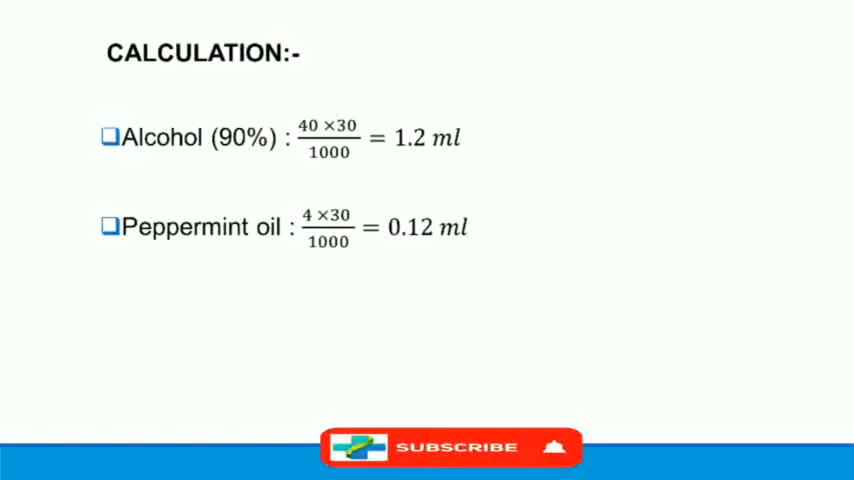 CALCULATION:-
Alcohol (90%) : 40 ×30 / 1000 = 1.2 ml
Peppermint oil : 4 ×30 / 1000 = 0.12 ml
SUBSCRIBE